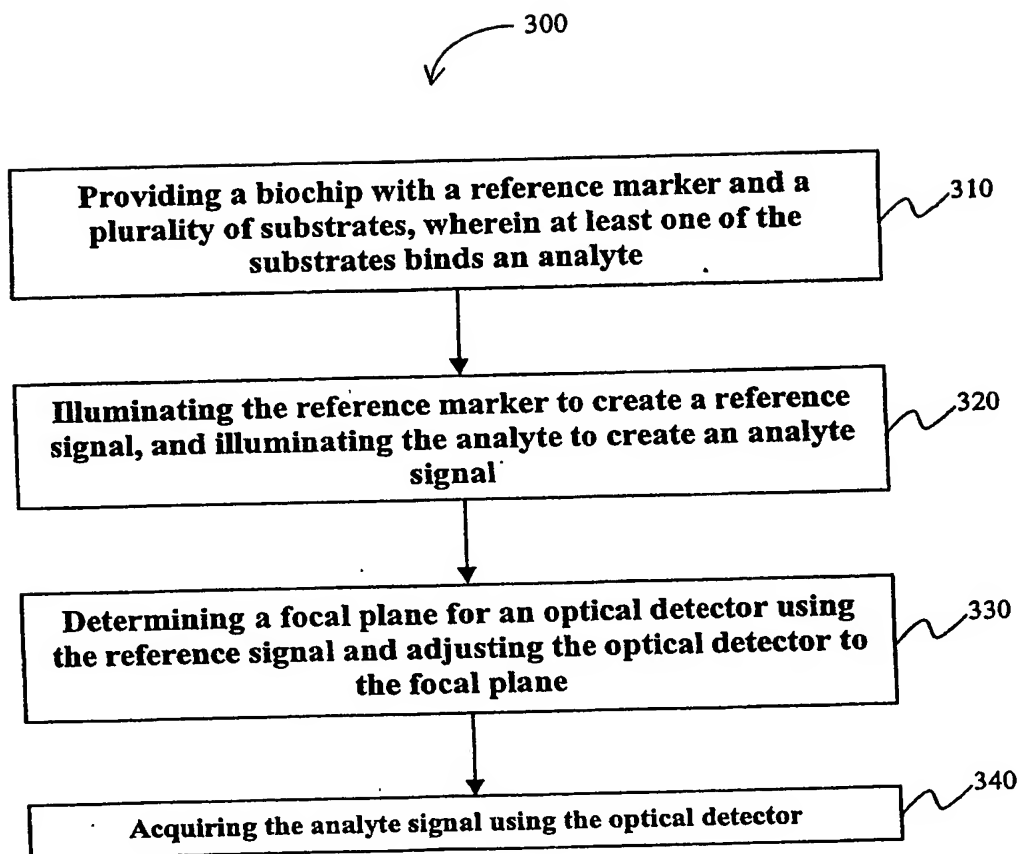 300
Providing a biochip with a reference marker and a
plurality of substrates, wherein at least one of the
substrates binds an analyte
310
Illuminating the reference marker to create a reference
signal, and illuminating the analyte to create an analyte
signal
320
Determining a focal plane for an optical detector using
the reference signal and adjusting the optical detector to
the focal plane
330
Acquiring the analyte signal using the optical detector
340